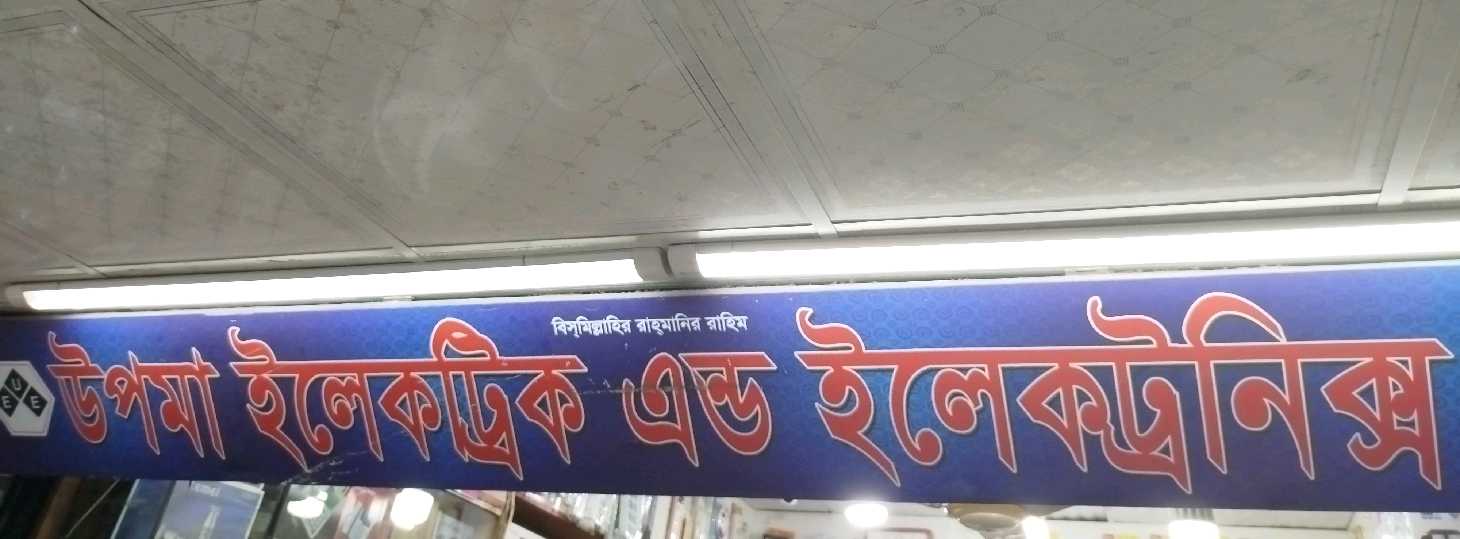 বিস্‌মিল্লাহির রাহ্‌মানির রাহিম
উপমা ইলেকট্রিক এন্ড ইলেকট্রনিক্স
U
E E